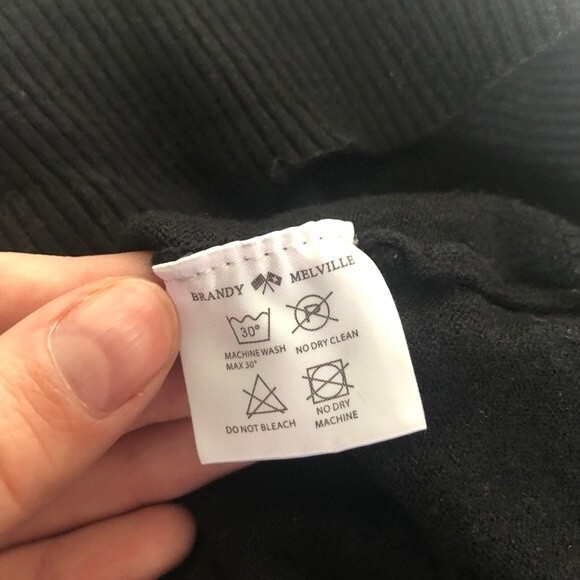 BRANDY MELVILLE
30°
P
MACHINE WASH
MAX 30°
NO DRY CLEAN
DO NOT BLEACH
NO DRY
MACHINE